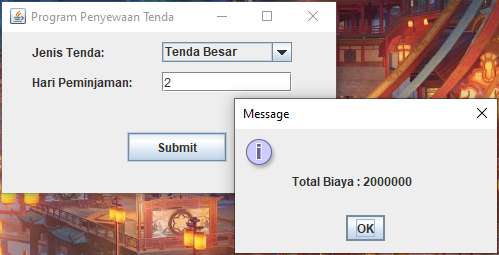 Program Penyewaan Tenda
Jenis Tenda:
Tenda Besar
Hari Peminjaman:
2
Submit
Message
Total Biaya : 2000000
OK